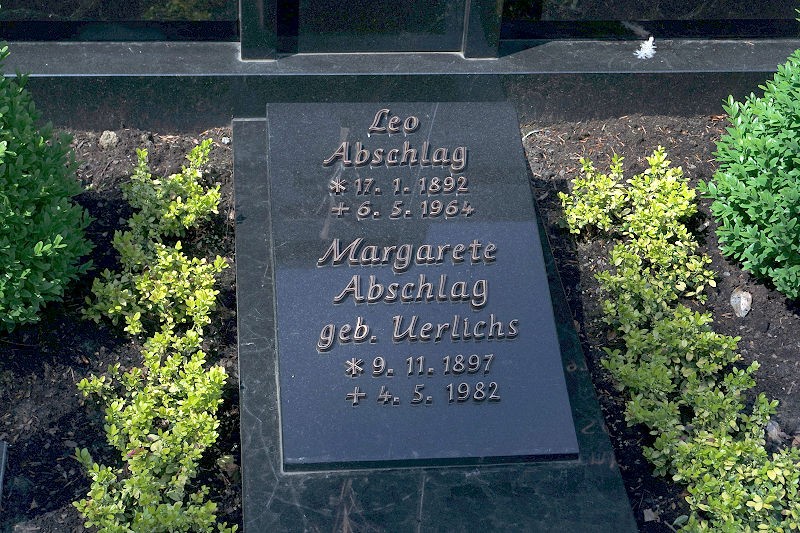 Leo
Abschlag
* 17. 1. 1892
+ 6. 5. 1964
Margarete
Abschlag
geb. Uerlichs
* 9. 11. 1897
+ 4. 5. 1982